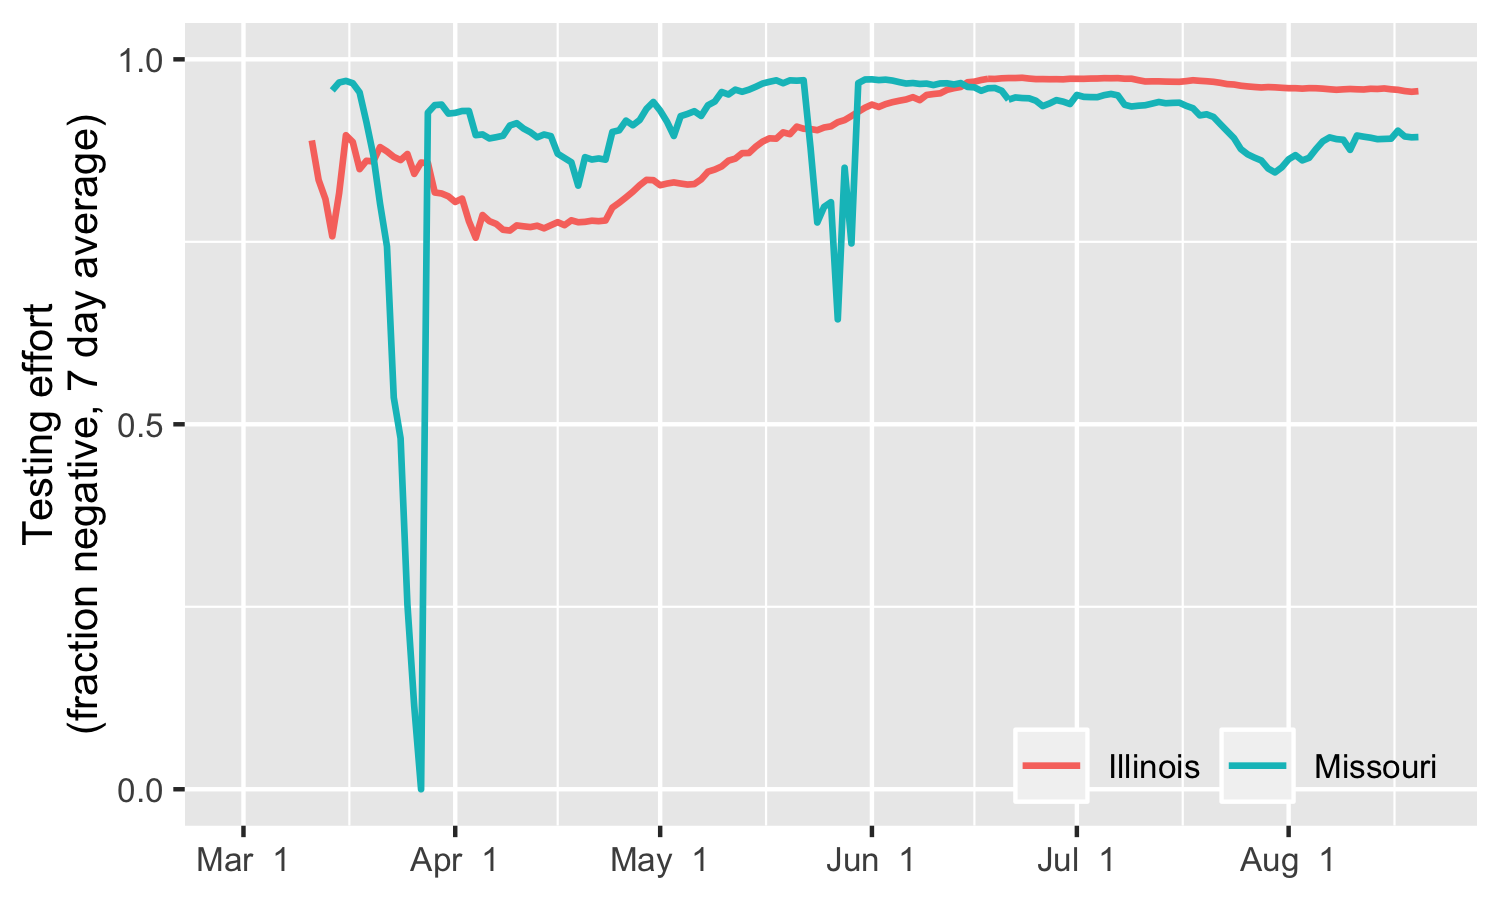 Testing effort
(fraction negative, 7 day average)
1.0
0.5
0.0
Mar 1
Apr 1
May 1
Jun 1
Jul 1
Aug 1
Illinois
Missouri